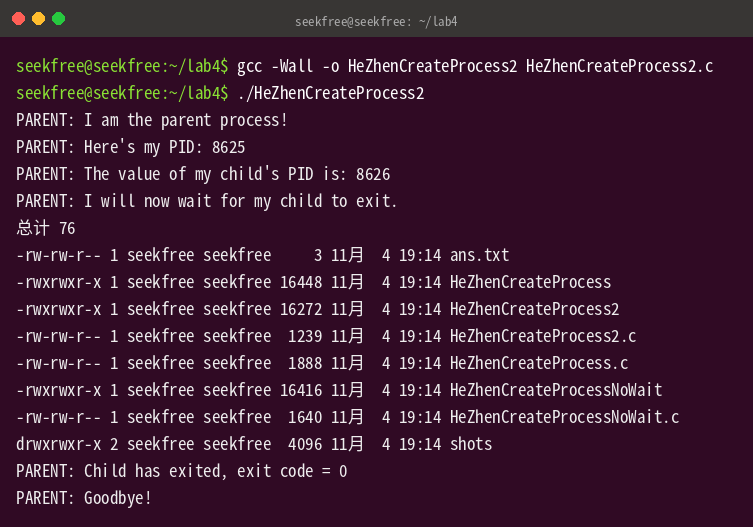 seekfree@seekfree: ~/lab4
seekfree@seekfree:~/lab4$ gcc -Wall -o HeZhenCreateProcess2 HeZhenCreateProcess2.c
seekfree@seekfree:~/lab4$ ./HeZhenCreateProcess2
PARENT: I am the parent process!
PARENT: Here's my PID: 8625
PARENT: The value of my child's PID is: 8626
PARENT: I will now wait for my child to exit.
总计 76
-rw-rw-r-- 1 seekfree seekfree     3 11月  4 19:14 ans.txt
-rwxrwxr-x 1 seekfree seekfree 16448 11月  4 19:14 HeZhenCreateProcess
-rwxrwxr-x 1 seekfree seekfree 16272 11月  4 19:14 HeZhenCreateProcess2
-rw-rw-r-- 1 seekfree seekfree  1239 11月  4 19:14 HeZhenCreateProcess2.c
-rw-rw-r-- 1 seekfree seekfree  1888 11月  4 19:14 HeZhenCreateProcess.c
-rwxrwxr-x 1 seekfree seekfree 16416 11月  4 19:14 HeZhenCreateProcessNoWait
-rw-rw-r-- 1 seekfree seekfree  1640 11月  4 19:14 HeZhenCreateProcessNoWait.c
drwxrwxr-x 2 seekfree seekfree  4096 11月  4 19:14 shots
PARENT: Child has exited, exit code = 0
PARENT: Goodbye!